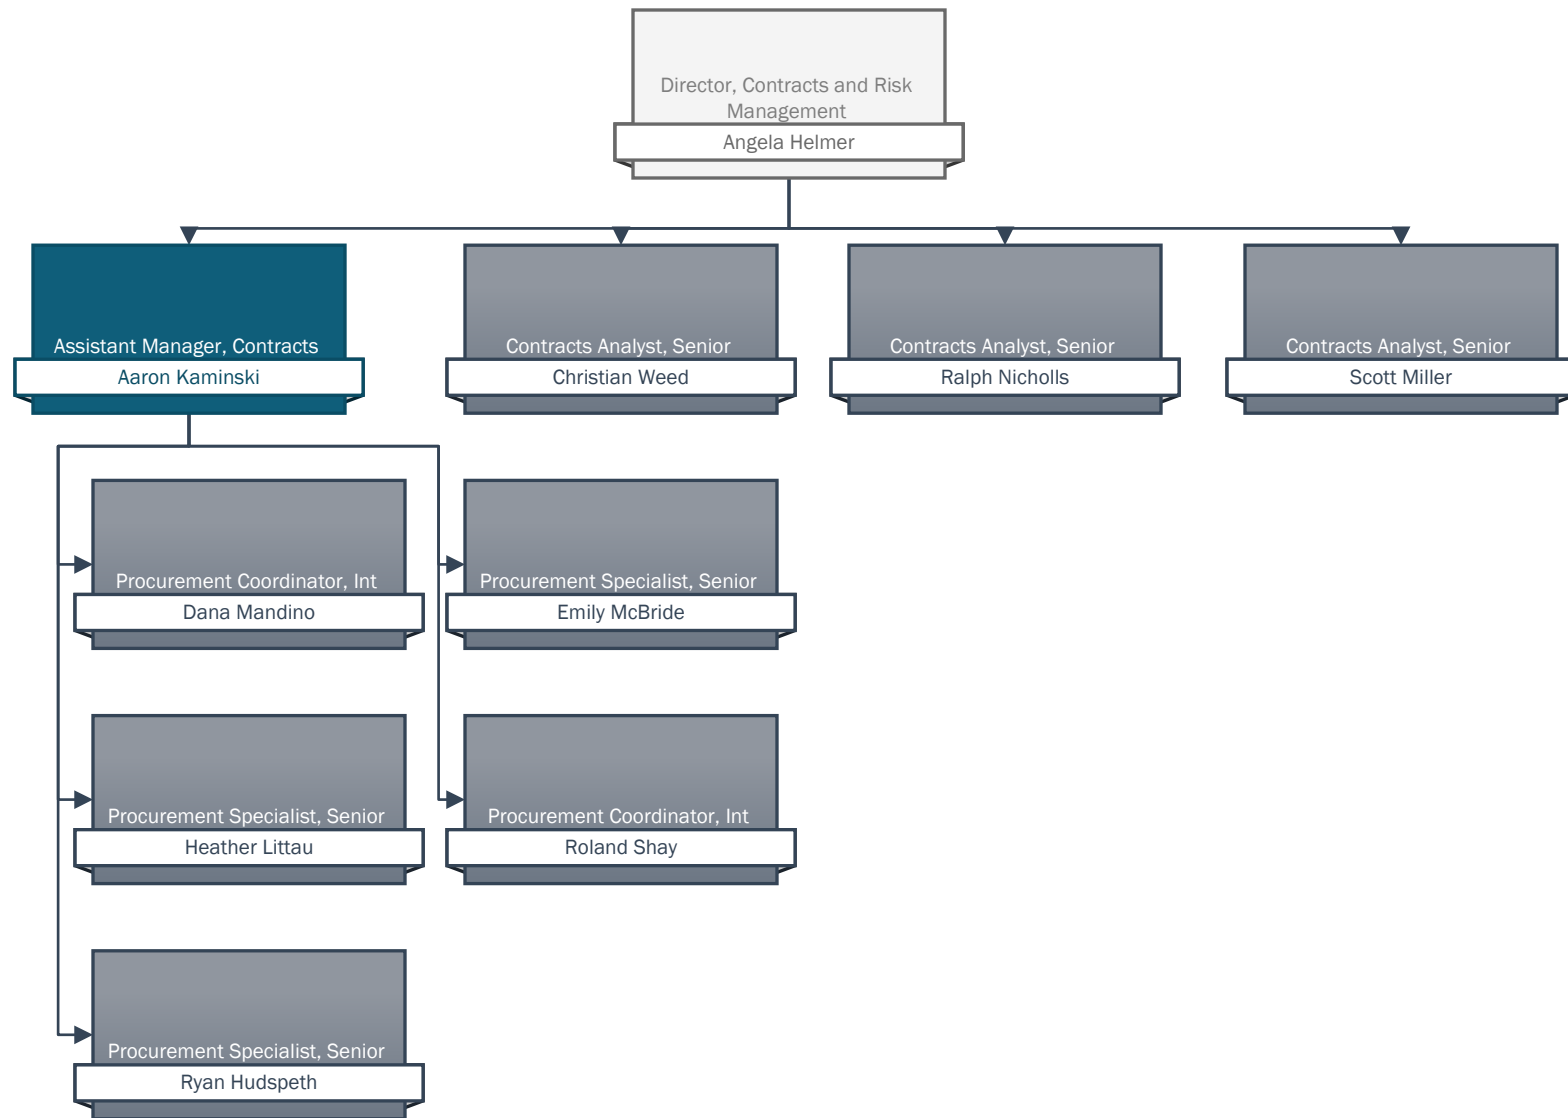 Director, Contracts and Risk
Management
Angela Helmer
Assistant Manager, Contracts
Aaron Kaminski
Contracts Analyst, Senior
Christian Weed
Contracts Analyst, Senior
Ralph Nicholls
Contracts Analyst, Senior
Scott Miller
Procurement Coordinator, Int
Dana Mandino
Procurement Specialist, Senior
Emily McBride
Procurement Specialist, Senior
Heather Littau
Procurement Coordinator, Int
Roland Shay
Procurement Specialist, Senior
Ryan Hudspeth